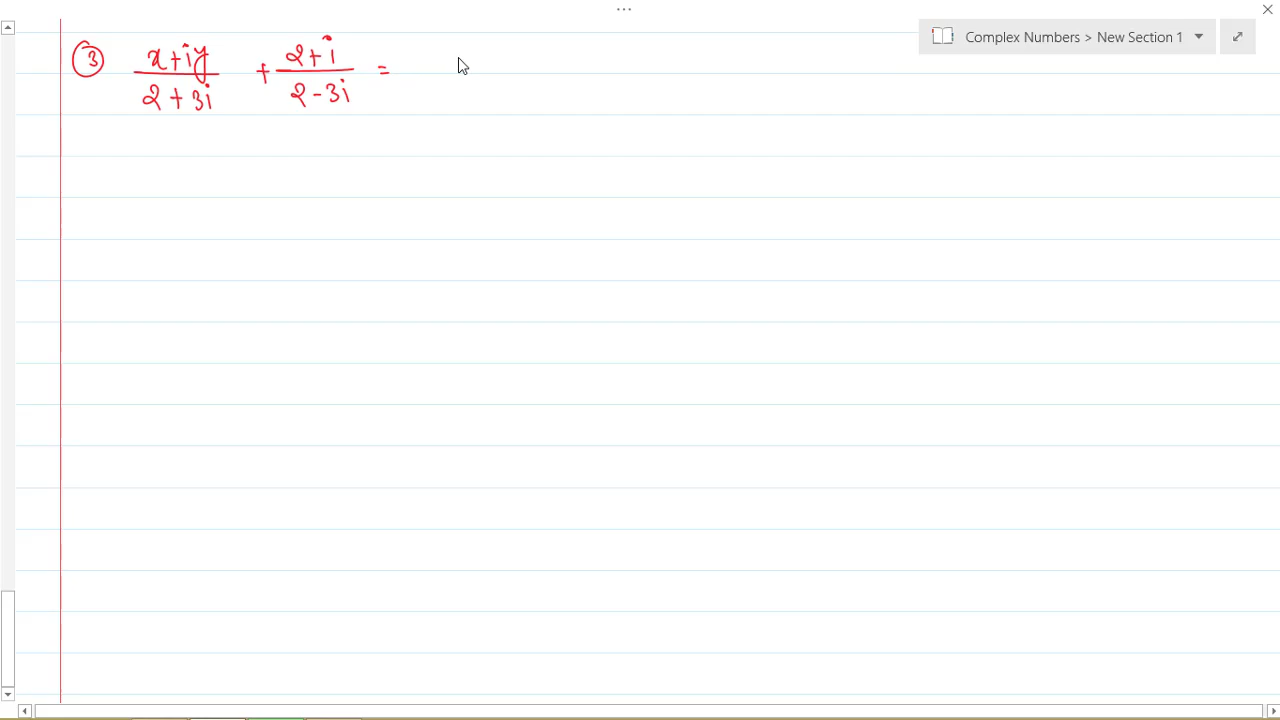 Complex Numbers > New Section 1
③ x+iy/2+3i + 2+i/2-3i =